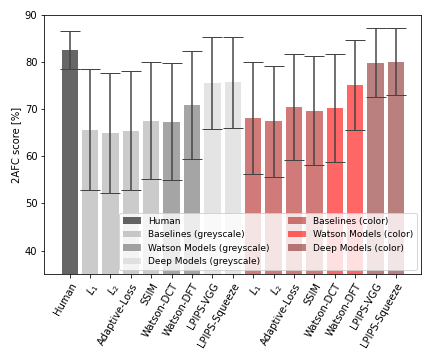 90
80
70
60
50
40
2AFC score [%]
Human
Baselines (greyscale)
Watson Models (greyscale)
Deep Models (greyscale)
Baselines (color)
Watson Models (color)
Deep Models (color)
Human
L₁
L₂
Adaptive-Loss
SSIM
Watson-DCT
Watson-DFT
LPIPS-VGG
LPIPS-Squeeze
L₁
L₂
Adaptive-Loss
SSIM
Watson-DCT
Watson-DFT
LPIPS-VGG
LPIPS-Squeeze